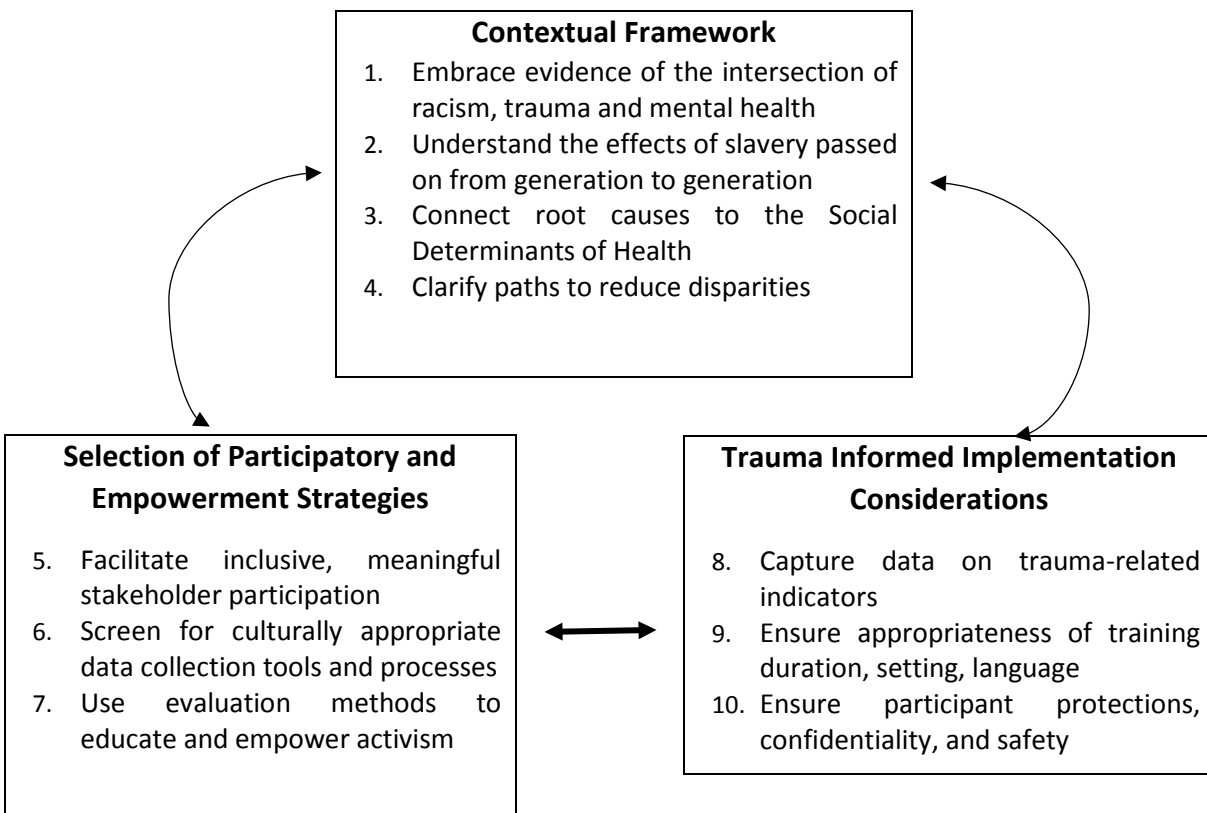 Contextual Framework
1. Embrace evidence of the intersection of
racism, trauma and mental health
2. Understand the effects of slavery passed
on from generation to generation
3. Connect root causes to the Social
Determinants of Health
4. Clarify paths to reduce disparities
Selection of Participatory and
Empowerment Strategies
5. Facilitate inclusive, meaningful
stakeholder participation
6. Screen for culturally appropriate
data collection tools and processes
7. Use evaluation methods to
educate and empower activism
Trauma Informed Implementation
Considerations
8. Capture data on trauma-related
indicators
9. Ensure appropriateness of training
duration, setting, language
10. Ensure participant protections,
confidentiality, and safety